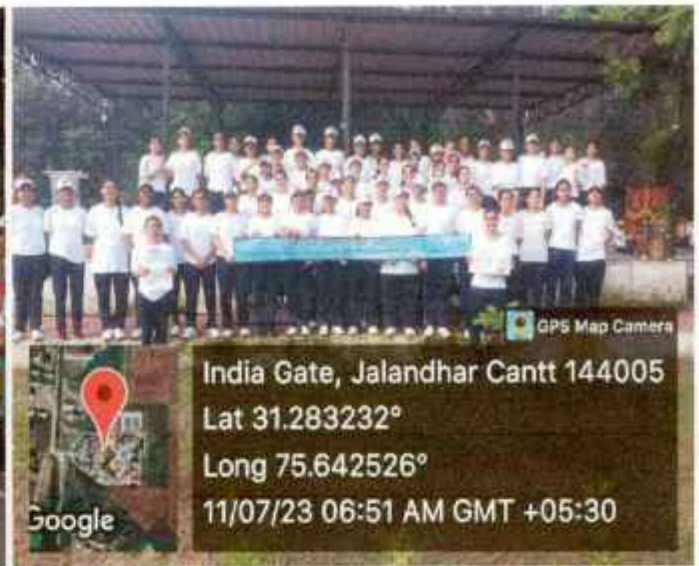 GPS Map Camera
India Gate, Jalandhar Cantt 144005
Lat 31.283232°
Long 75.642526°
11/07/23 06:51 AM GMT +05:30
Google